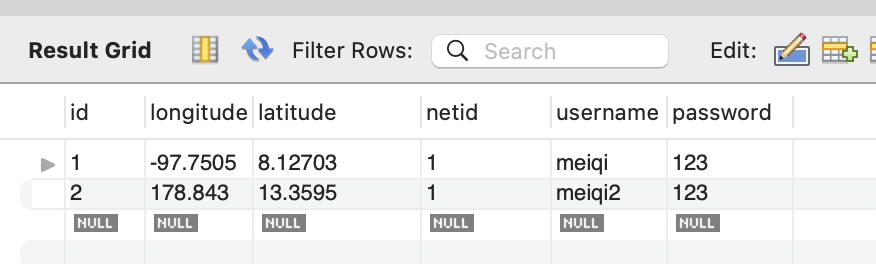 Result Grid Filter Rows: Search Edit:
id longitude latitude netid username password
1 -97.7505 8.12703 1 meiqi 123
2 178.843 13.3595 1 meiqi2 123
NULL NULL NULL NULL NULL NULL